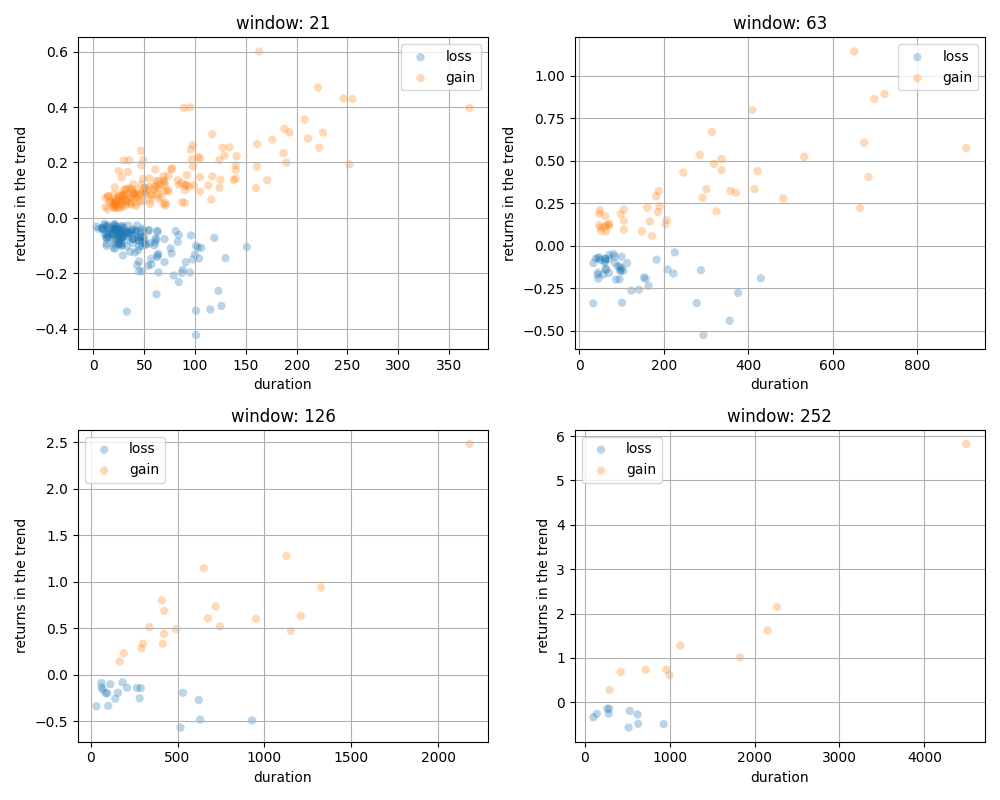 window: 21
0.6
0.4
0.2
0.0
−0.2
−0.4
returns in the trend
loss
gain
0
50
100
150
200
250
300
350
duration
window: 63
1.00
0.75
0.50
0.25
0.00
−0.25
−0.50
returns in the trend
loss
gain
0
200
400
600
800
duration
window: 126
2.5
2.0
1.5
1.0
0.5
0.0
−0.5
returns in the trend
loss
gain
0
500
1000
1500
2000
duration
window: 252
6
5
4
3
2
1
0
returns in the trend
loss
gain
0
1000
2000
3000
4000
duration